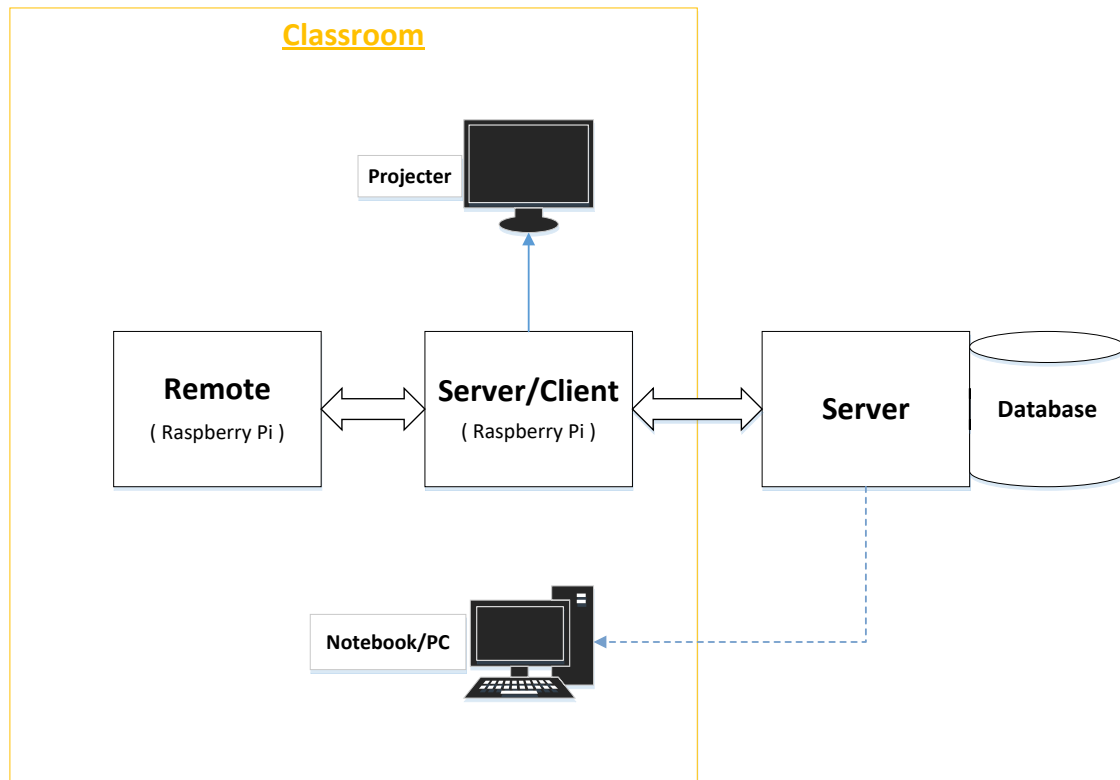 Classroom
Projecter
Remote
( Raspberry Pi )
Server/Client
( Raspberry Pi )
Server
Database
Notebook/PC